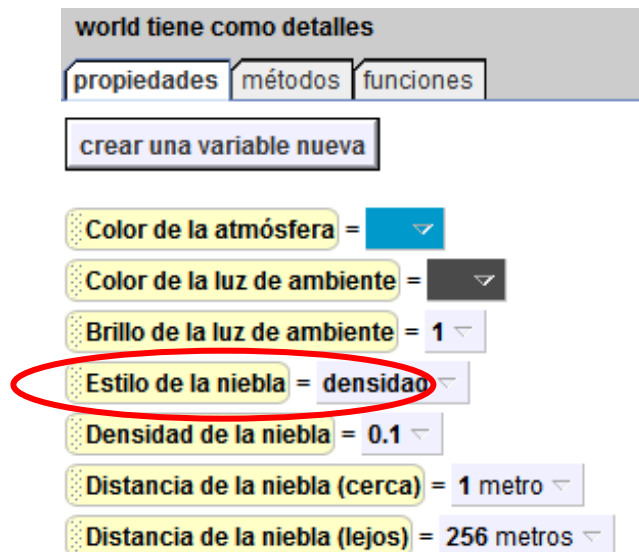 world tiene como detalles
propiedades métodos funciones
crear una variable nueva
Color de la atmósfera =
Color de la luz de ambiente =
Brillo de la luz de ambiente = 1
Estilo de la niebla = densidad
Densidad de la niebla = 0.1
Distancia de la niebla (cerca) = 1 metro
Distancia de la niebla (lejos) = 256 metros